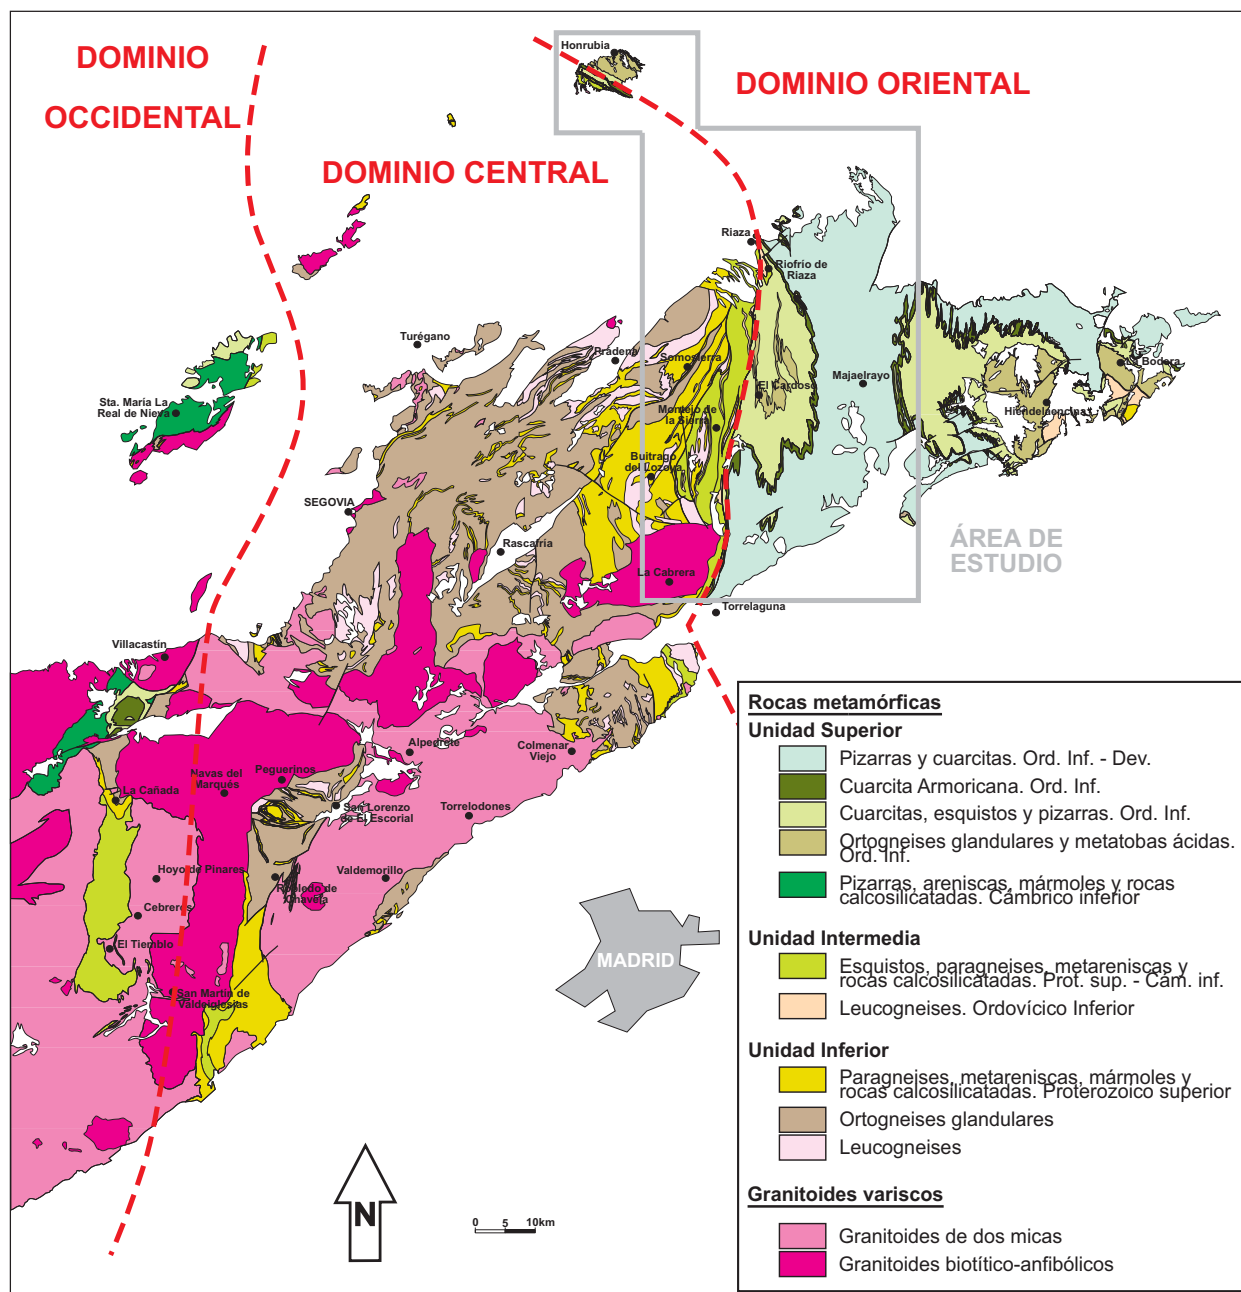 DOMINIO
OCCIDENTAL
DOMINIO CENTRAL
DOMINIO ORIENTAL
Honrubia
Riaza
Riofrío de
Riaza
Turégano
Prádena
Somosierra
El Cardoso
Majaelrayo
La Bodera
Hiendelaencina
Sta. María La
Real de Nieva
Montejo de
la Sierra
Buitrago
del Lozoya
SEGOVIA
Rascafría
La Cabrera
Torrelaguna
ÁREA DE
ESTUDIO
Villacastín
Alpedrete
Colmenar
Viejo
Peguerinos
Navas del
Marqués
La Cañada
San Lorenzo
de El Escorial
Torrelodones
Hoyo de Pinares
Robledo de
Chavela
Valdemorillo
Cebreros
El Tiemblo
San Martín de
Valdeiglesias
MADRID
N
0 5 10km
Rocas metamórficas
Unidad Superior
Pizarras y cuarcitas. Ord. Inf. - Dev.
Cuarcita Armoricana. Ord. Inf.
Cuarcitas, esquistos y pizarras. Ord. Inf.
Ortogneises glandulares y metatobas ácidas.
Ord. Inf.
Pizarras, areniscas, mármoles y rocas
calcosilicatadas. Cámbrico inferior
Unidad Intermedia
Esquistos, paragneises, metareniscas y
rocas calcosilicatadas. Prot. sup. - Cám. inf.
Leucogneises. Ordovícico Inferior
Unidad Inferior
Paragneises, metareniscas, mármoles y
rocas calcosilicatadas. Proterozoico superior
Ortogneises glandulares
Leucogneises
Granitoides variscos
Granitoides de dos micas
Granitoides biotítico-anfibólicos